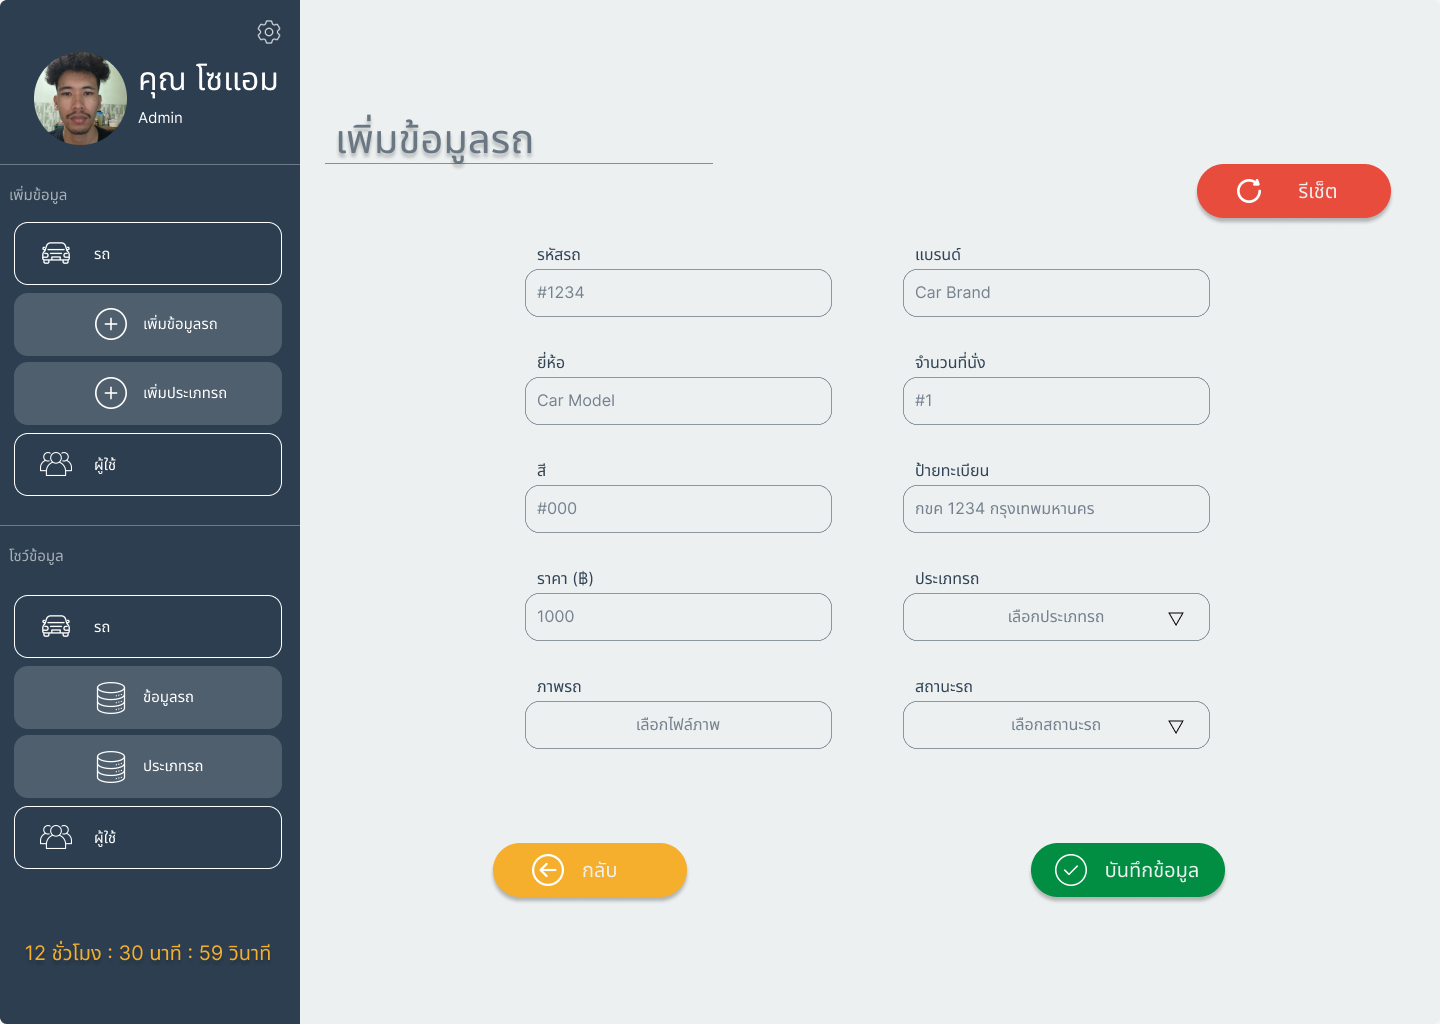 คุณ โซแอม
Admin
เพิ่มข้อมูล
รถ
เพิ่มข้อมูลรถ
เพิ่มประเภทรถ
ผู้ใช้
โชว์ข้อมูล
รถ
ข้อมูลรถ
ประเภทรถ
ผู้ใช้
12 ชั่วโมง : 30 นาที : 59 วินาที
เพิ่มข้อมูลรถ
รีเซ็ต
รหัสรถ
#1234
แบรนด์
Car Brand
ยี่ห้อ
Car Model
จำนวนที่นั่ง
#1
สี
#000
ป้ายทะเบียน
กขค 1234 กรุงเทพมหานคร
ราคา (฿)
1000
ประเภทรถ
เลือกประเภทรถ
ภาพรถ
เลือกไฟล์ภาพ
สถานะรถ
เลือกสถานะรถ
กลับ
บันทึกข้อมูล